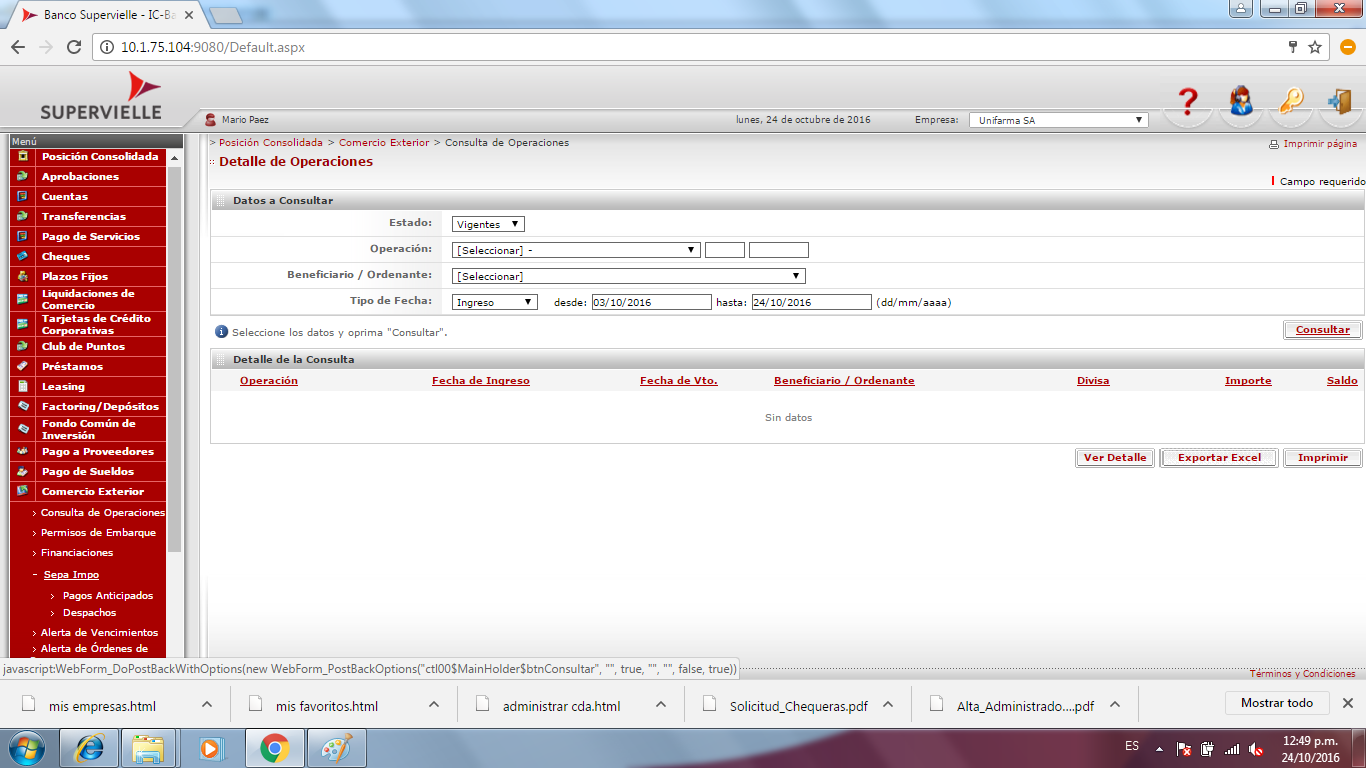 Banco Supervielle - IC-Ba
10.1.75.104:9080/Default.aspx
SUPERVIELLE
Mario Paez
lunes, 24 de octubre de 2016
Empresa:
Unifarma SA
Menú
> Posición Consolidada > Comercio Exterior > Consulta de Operaciones
Imprimir página
Detalle de Operaciones
Campo requerido
Posición Consolidada
Aprobaciones
Cuentas
Transferencias
Pago de Servicios
Cheques
Plazos Fijos
Liquidaciones de
Comercio
Tarjetas de Crédito
Corporativas
Club de Puntos
Préstamos
Leasing
Factoring/Depósitos
Fondo Común de
Inversión
Pago a Proveedores
Pago de Sueldos
Comercio Exterior
> Consulta de Operaciones
> Permisos de Embarque
> Financiaciones
- Sepa Impo
> Pagos Anticipados
> Despachos
> Alerta de Vencimientos
> Alerta de Órdenes de
Datos a Consultar
Estado: Vigentes
Operación: [Seleccionar] -
Beneficiario / Ordenante: [Seleccionar]
Tipo de Fecha: Ingreso desde: 03/10/2016 hasta: 24/10/2016 (dd/mm/aaaa)
Seleccione los datos y oprima "Consultar".
Consultar
Detalle de la Consulta
Operación Fecha de Ingreso Fecha de Vto. Beneficiario / Ordenante Divisa Importe Saldo
Sin datos
Ver Detalle Exportar Excel Imprimir
javascript:WebForm_DoPostBackWithOptions(new WebForm_PostBackOptions("ctl00$MainHolder$btnConsultar", "", true, "", "", false, true))
Términos y Condiciones
mis empresas.html
mis favoritos.html
administrar cda.html
Solicitud_Chequeras.pdf
Alta_Administrado....pdf
Mostrar todo
ES
12:49 p.m.
24/10/2016